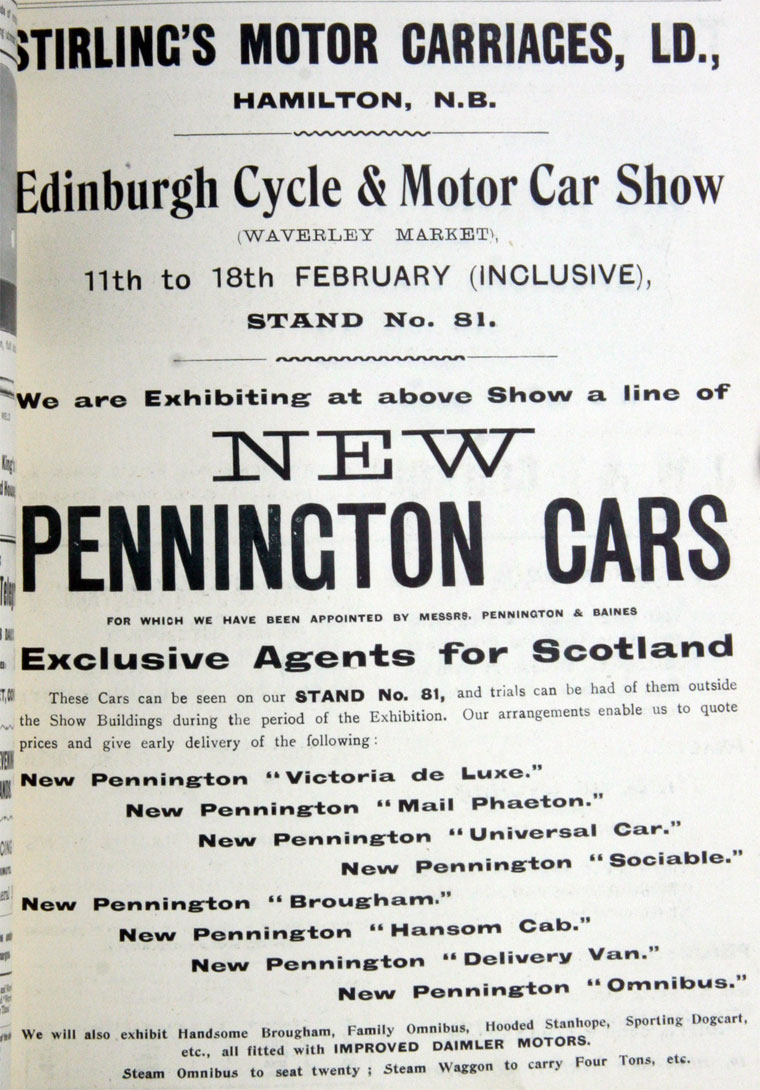 STIRLING'S MOTOR CARRIAGES, LD.,
HAMILTON, N.B.
Edinburgh Cycle & Motor Car Show
(WAVERLEY MARKET),
11th to 18th FEBRUARY (INCLUSIVE),
STAND No. 81.
We are Exhibiting at above Show a line of
NEW
PENNINGTON CARS
FOR WHICH WE HAVE BEEN APPOINTED BY MESSRS. PENNINGTON & BAINES
Exclusive Agents for Scotland
These Cars can be seen on our STAND No. 81, and trials can be had of them outside
the Show Buildings during the period of the Exhibition. Our arrangements enable us to quote
prices and give early delivery of the following:
New Pennington "Victoria de Luxe."
New Pennington "Mail Phaeton."
New Pennington "Universal Car."
New Pennington "Sociable."
New Pennington "Brougham."
New Pennington "Hansom Cab."
New Pennington "Delivery Van."
New Pennington "Omnibus."
We will also exhibit Handsome Brougham, Family Omnibus, Hooded Stanhope, Sporting Dogcart,
etc., all fitted with IMPROVED DAIMLER MOTORS.
Steam Omnibus to seat twenty; Steam Waggon to carry Four Tons, etc.